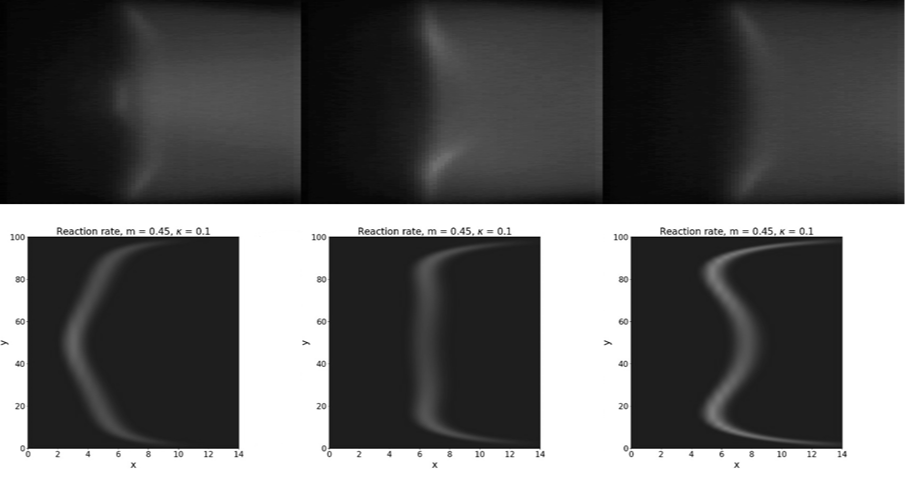 Reaction rate, m = 0.45, κ = 0.1 Reaction rate, m = 0.45, κ = 0.1 Reaction rate, m = 0.45, κ = 0.1
100 100 100
80 80 80
60 60 60
y y y
40 40 40
20 20 20
0 0 0
0 2 4 6 8 10 12 14 0 2 4 6 8 10 12 14 0 2 4 6 8 10 12 14
x x x